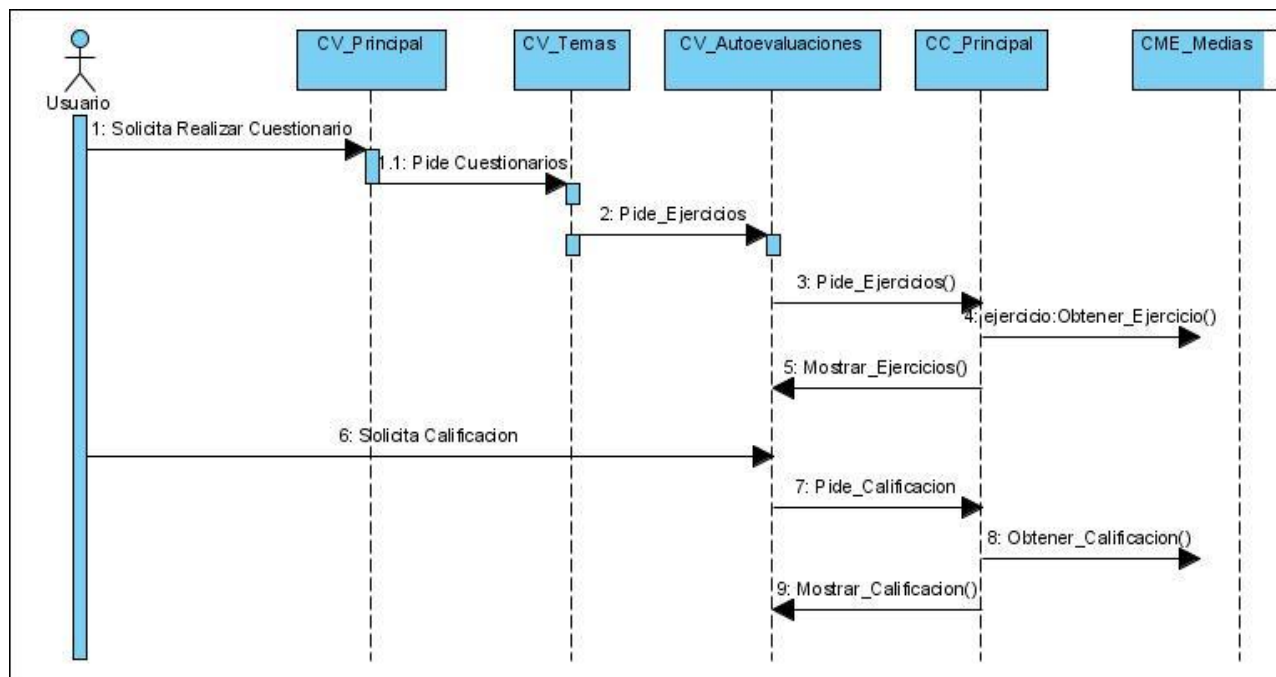 CV_Principal
CV_Temas
CV_Autoevaluaciones
CC_Principal
CME_Medias
Usuario
1: Solicita Realizar Cuestionario
1.1: Pide Cuestionarios
2: Pide_Ejercicios
3: Pide_Ejercicios()
4: ejercicio:Obtener_Ejercicio()
5: Mostrar_Ejercicios()
6: Solicita Calificacion
7: Pide_Calificacion
8: Obtener_Calificacion()
9: Mostrar_Calificacion()